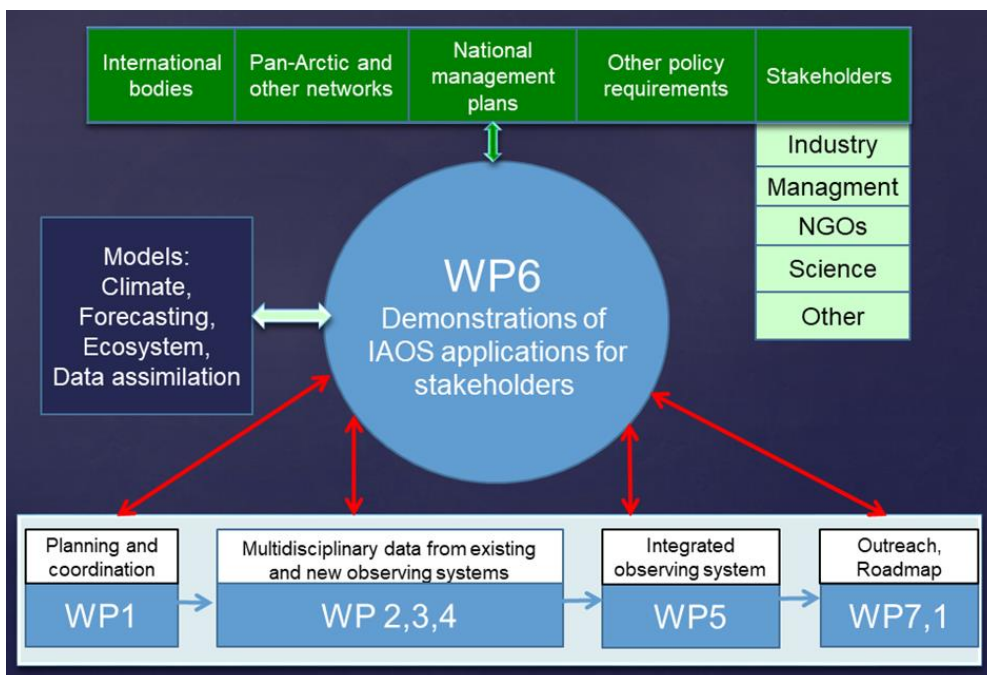 International
bodies
Pan-Arctic and
other networks
National
management
plans
Other policy
requirements
Stakeholders
Industry
Managment
NGOs
Science
Other
Models:
Climate,
Forecasting,
Ecosystem,
Data assimilation
WP6
Demonstrations of
IAOS applications for
stakeholders
Planning and
coordination
WP1
Multidisciplinary data from existing
and new observing systems
WP 2,3,4
Integrated
observing system
WP5
Outreach,
Roadmap
WP7,1